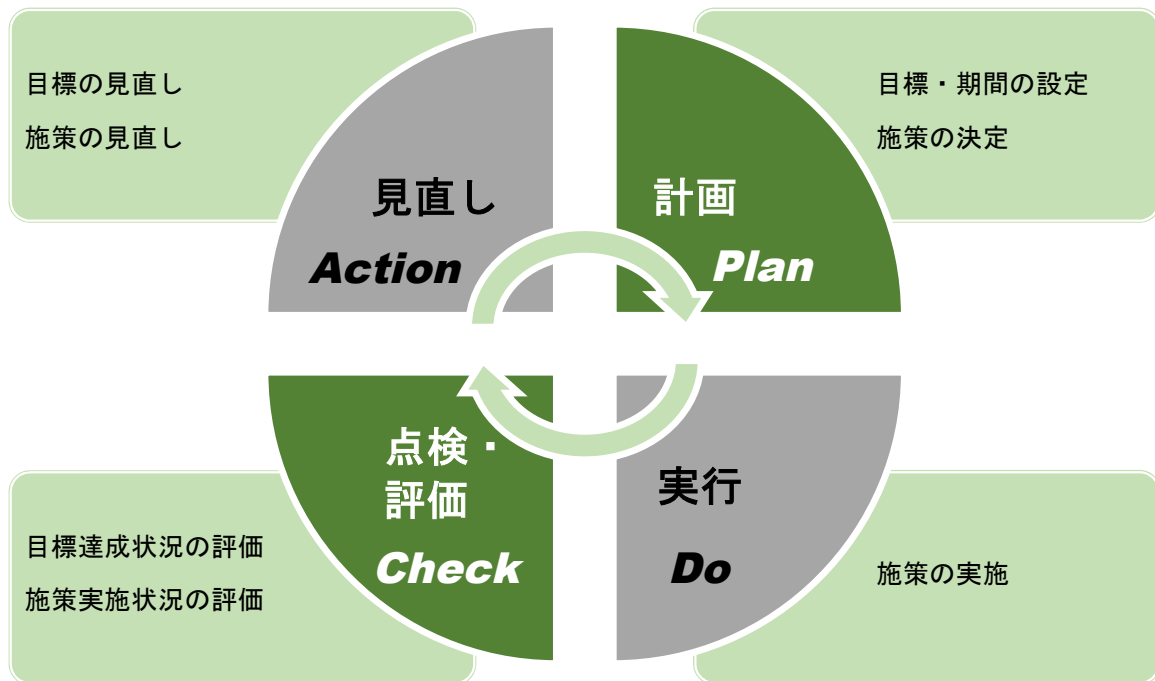 目標の見直し
施策の見直し
見直し
Action
計画
Plan
目標・期間の設定
施策の決定
目標達成状況の評価
施策実施状況の評価
点検・
評価
Check
実行
Do
施策の実施